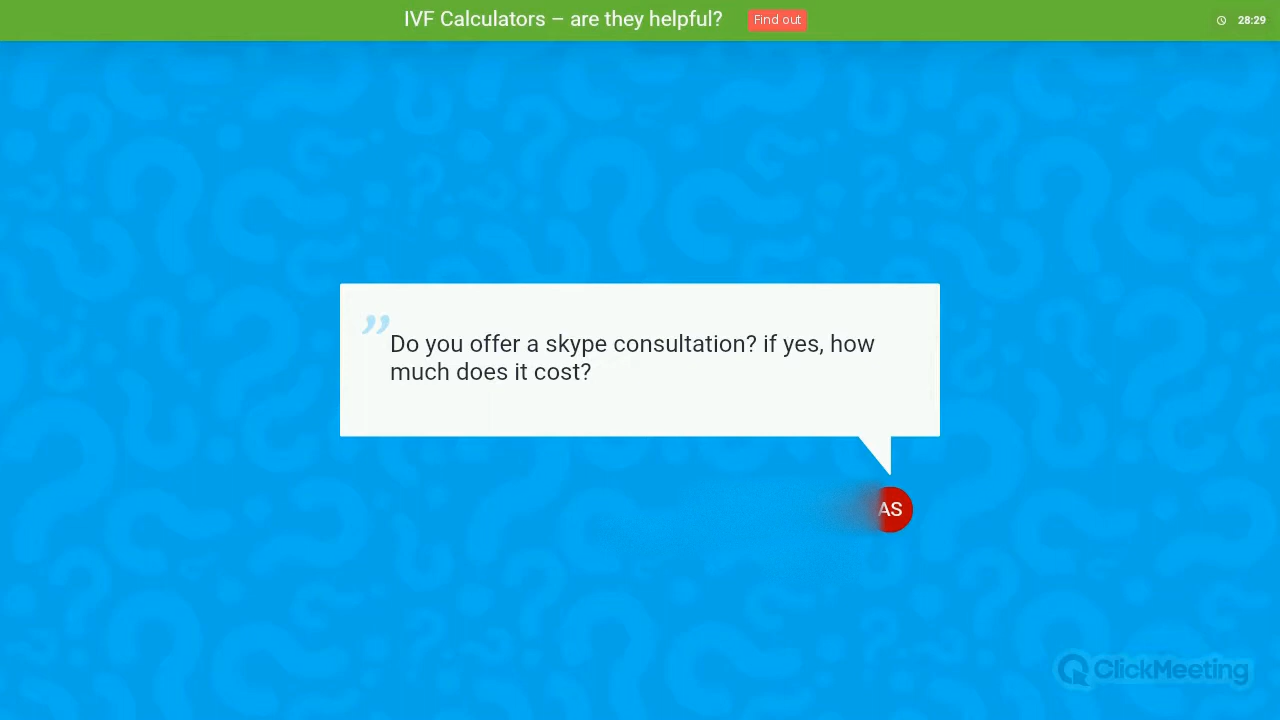 IVF Calculators – are they helpful?
Find out
28:29
”
Do you offer a skype consultation? if yes, how
much does it cost?
AS
ClickMeeting